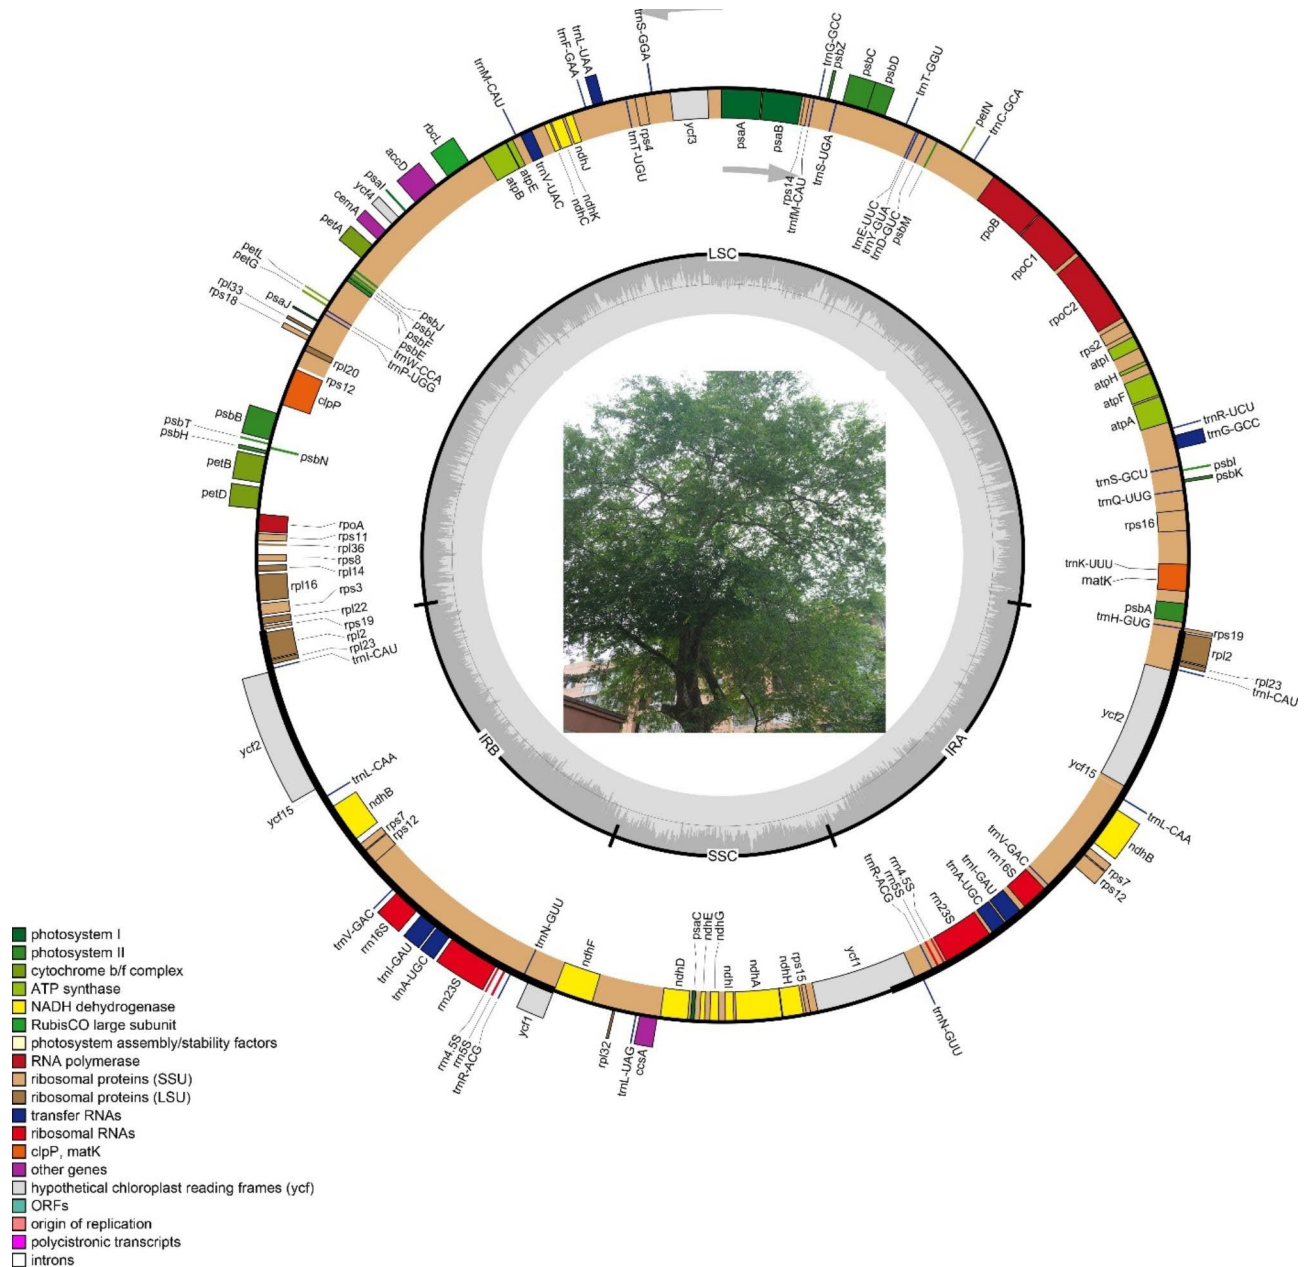 trnS-GGA
trnL-UAA
trnF-GAA
trnM-CAU
rbcL
accD
psaI
ycf4
cemA
petA
petL
petG
psaJ
rpl33
rps18
psbB
psbT
psbH
petB
petD
trnG-GCC
psbZ
psbC
psbD
trnT-GGU
petN
trnC-GCA
ycf3
psaA
psaB
rps4
trnT-UGU
ndhJ
ndhK
ndhC
trnV-UAC
atpE
atpB
rps14
trnfM-CAU
trnS-UGA
trnE-UUC
trnY-GUA
trnD-GUC
psbM
rpoB
rpoC1
rpoC2
rps2
atpI
atpH
atpF
atpA
trnR-UCU
trnG-GCC
psbI
psbK
trnS-GCU
trnQ-UUG
rps16
trnK-UUU
matK
psbA
trnH-GUG
rps19
rpl2
rpl23
trnI-CAU
psbJ
psbL
psbF
psbE
trnW-CCA
trnP-UGG
rpl20
rps12
clpP
psbN
rpoA
rps11
rpl36
rps8
rpl14
rpl16
rps3
rpl22
rps19
rpl2
rpl23
trnI-CAU
LSC
IRB
IRA
SSC
ycf2
ycf15
trnL-CAA
ndhB
rps7
rps12
trnV-GAC
rrn16S
trnI-GAU
trnA-UGC
rrn23S
rrn4.5S
rrn5S
trnR-ACG
trnN-GUU
ycf1
ndhF
rpl32
trnL-UAG
ccsA
ndhD
psaC
ndhE
ndhG
ndhI
ndhA
ndhH
rps15
ycf1
trnN-GUU
trnR-ACG
rrn5S
rrn4.5S
rrn23S
trnA-UGC
trnI-GAU
rrn16S
trnV-GAC
rps12
rps7
ndhB
trnL-CAA
ycf15
ycf2
photosystem I
photosystem II
cytochrome b/f complex
ATP synthase
NADH dehydrogenase
RubisCO large subunit
photosystem assembly/stability factors
RNA polymerase
ribosomal proteins (SSU)
ribosomal proteins (LSU)
transfer RNAs
ribosomal RNAs
clpP, matK
other genes
hypothetical chloroplast reading frames (ycf)
ORFs
origin of replication
polycistronic transcripts
introns